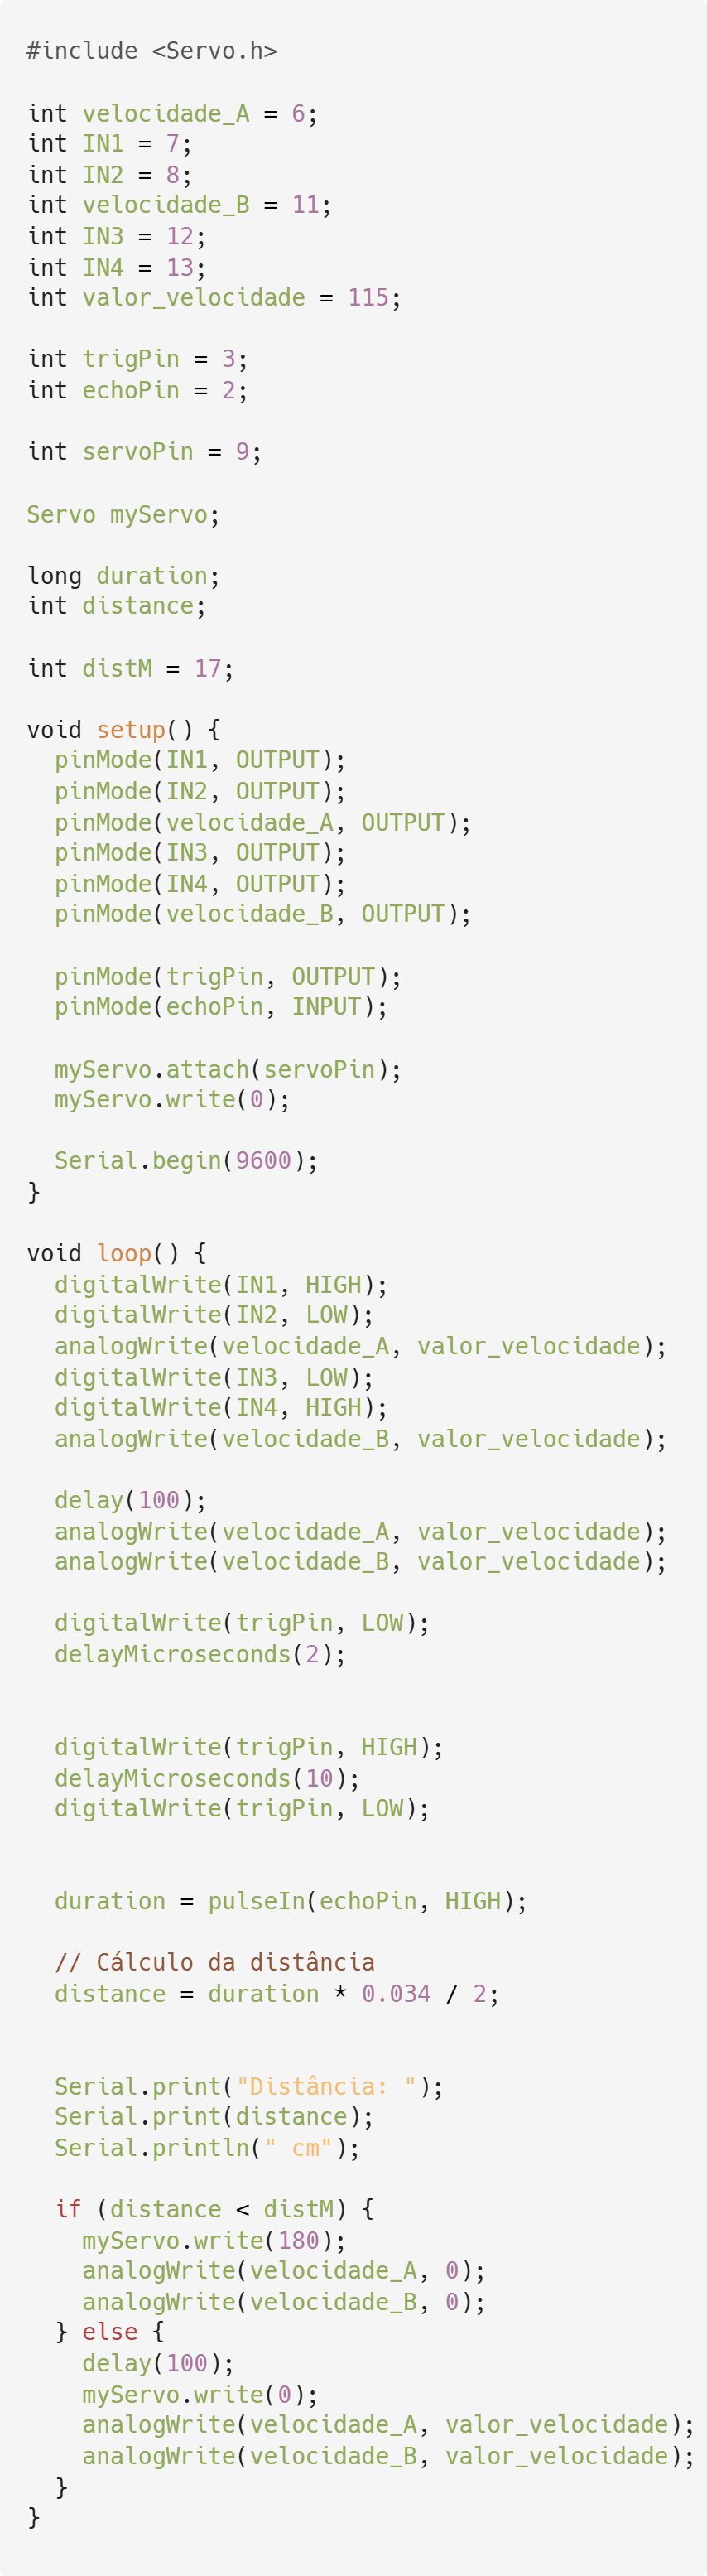 #include <Servo.h>
int velocidade_A = 6;
int IN1 = 7;
int IN2 = 8;
int velocidade_B = 11;
int IN3 = 12;
int IN4 = 13;
int valor_velocidade = 115;
int trigPin = 3;
int echoPin = 2;
int servoPin = 9;
Servo myServo;
long duration;
int distance;
int distM = 17;
void setup() {
  pinMode(IN1, OUTPUT);
  pinMode(IN2, OUTPUT);
  pinMode(velocidade_A, OUTPUT);
  pinMode(IN3, OUTPUT);
  pinMode(IN4, OUTPUT);
  pinMode(velocidade_B, OUTPUT);
  pinMode(trigPin, OUTPUT);
  pinMode(echoPin, INPUT);
  myServo.attach(servoPin);
  myServo.write(0);
  Serial.begin(9600);
}
void loop() {
  digitalWrite(IN1, HIGH);
  digitalWrite(IN2, LOW);
  analogWrite(velocidade_A, valor_velocidade);
  digitalWrite(IN3, LOW);
  digitalWrite(IN4, HIGH);
  analogWrite(velocidade_B, valor_velocidade);
  delay(100);
  analogWrite(velocidade_A, valor_velocidade);
  analogWrite(velocidade_B, valor_velocidade);
  digitalWrite(trigPin, LOW);
  delayMicroseconds(2);
  digitalWrite(trigPin, HIGH);
  delayMicroseconds(10);
  digitalWrite(trigPin, LOW);
  duration = pulseIn(echoPin, HIGH);
  // Cálculo da distância
  distance = duration * 0.034 / 2;
  Serial.print("Distância: ");
  Serial.print(distance);
  Serial.println(" cm");
  if (distance < distM) {
    myServo.write(180);
    analogWrite(velocidade_A, 0);
    analogWrite(velocidade_B, 0);
  } else {
    delay(100);
    myServo.write(0);
    analogWrite(velocidade_A, valor_velocidade);
    analogWrite(velocidade_B, valor_velocidade);
  }
}